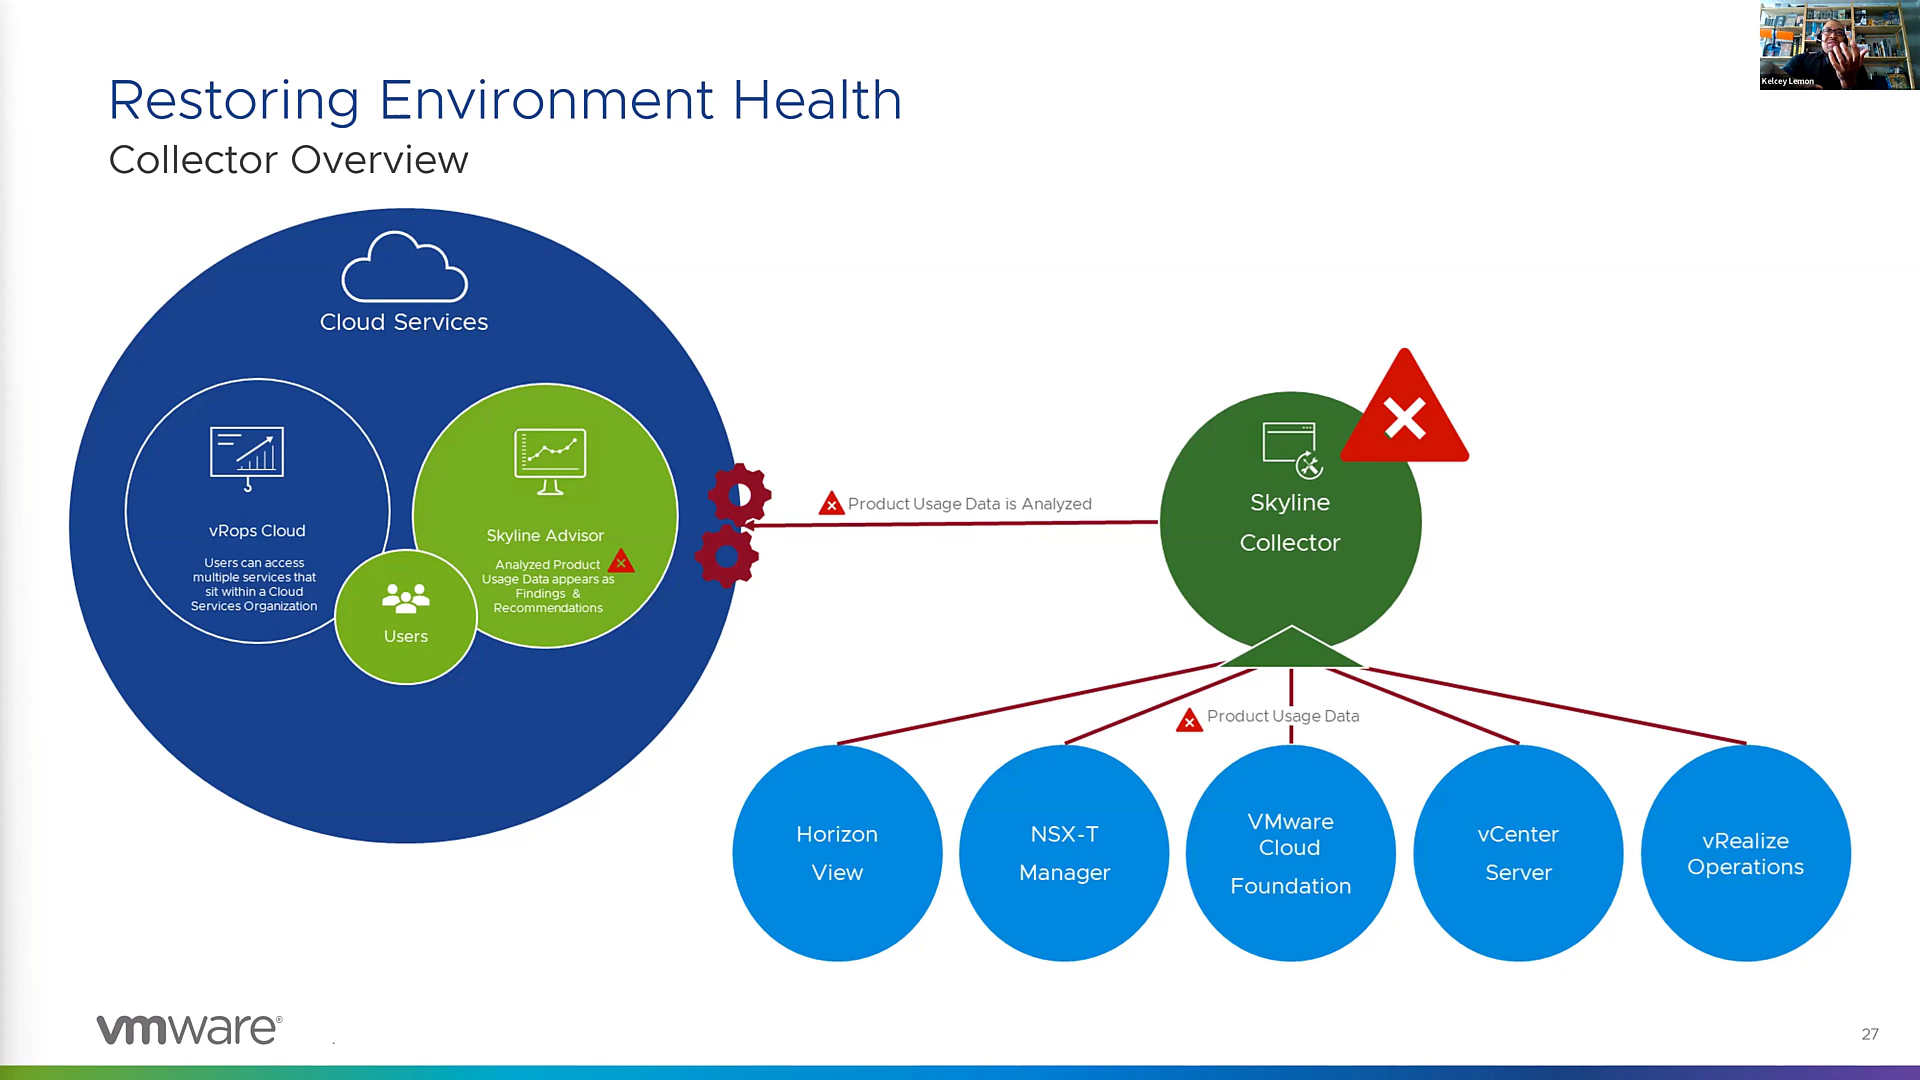 Kelcey Lemon
Restoring Environment Health
Collector Overview
Cloud Services
vRops Cloud
Users can access
multiple services that
sit within a Cloud
Services Organization
Skyline Advisor
Analyzed Product
Usage Data appears as
Findings &
Recommendations
Users
Product Usage Data is Analyzed
Skyline
Collector
Product Usage Data
Horizon
View
NSX-T
Manager
VMware
Cloud
Foundation
vCenter
Server
vRealize
Operations
vmware®
.
27